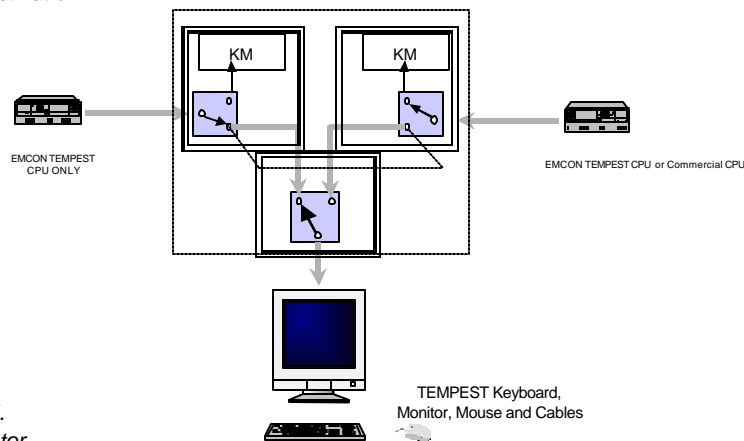 KM
KM
EMCON TEMPEST
CPU ONLY
EMCON TEMPEST CPU or Commercial CPU
TEMPEST Keyboard,
Monitor, Mouse and Cables